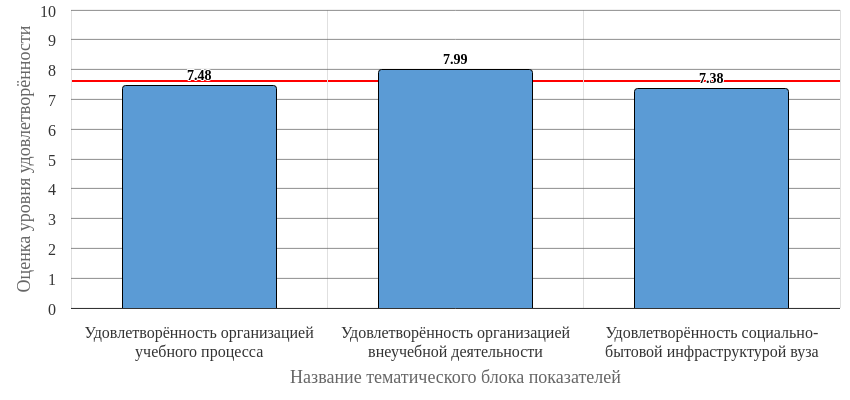 Оценка уровня удовлетворённости
10
9
8
7
6
5
4
3
2
1
0
7.48
7.99
7.38
Удовлетворённость организацией
учебного процесса
Удовлетворённость организацией
внеучебной деятельности
Удовлетворённость социально-
бытовой инфраструктурой вуза
Название тематического блока показателей